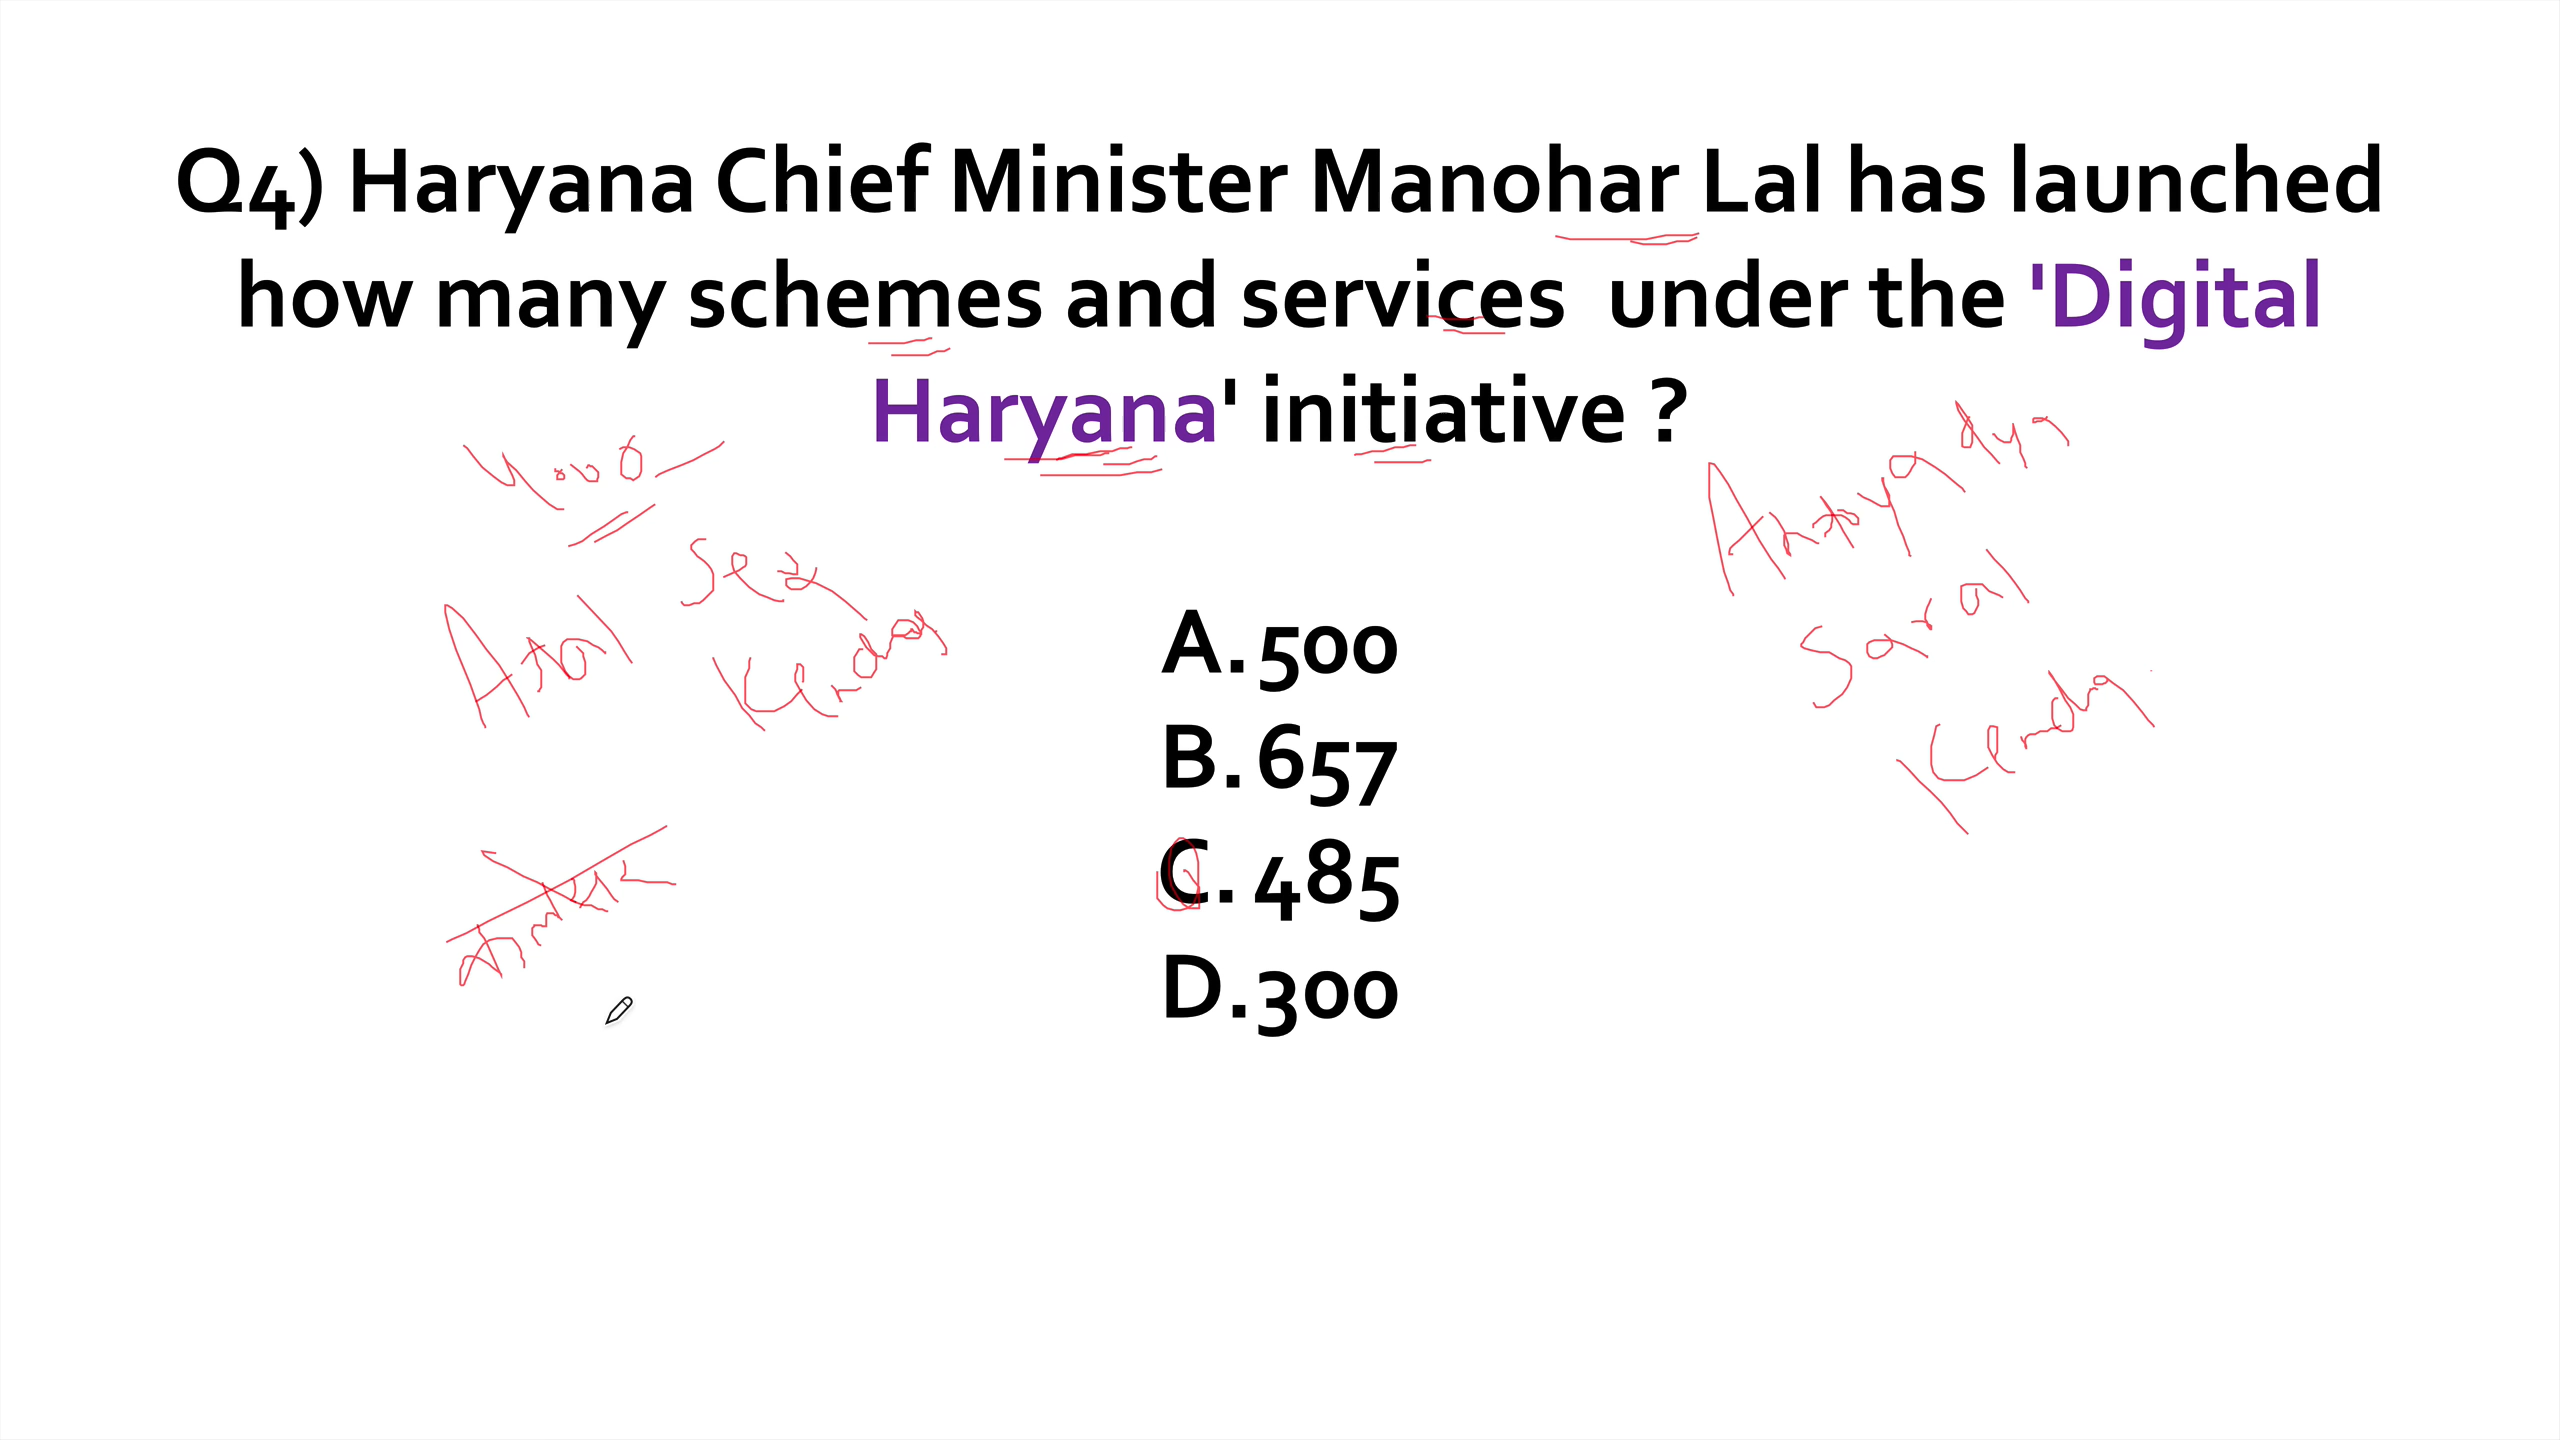 Q4) Haryana Chief Minister Manohar Lal has launched
how many schemes and services under the 'Digital
Haryana' initiative ?
4000
Atal Seva
Kendra
Antyodya
Saral
Kendra
A. 500
B. 657
C. 485
D. 300